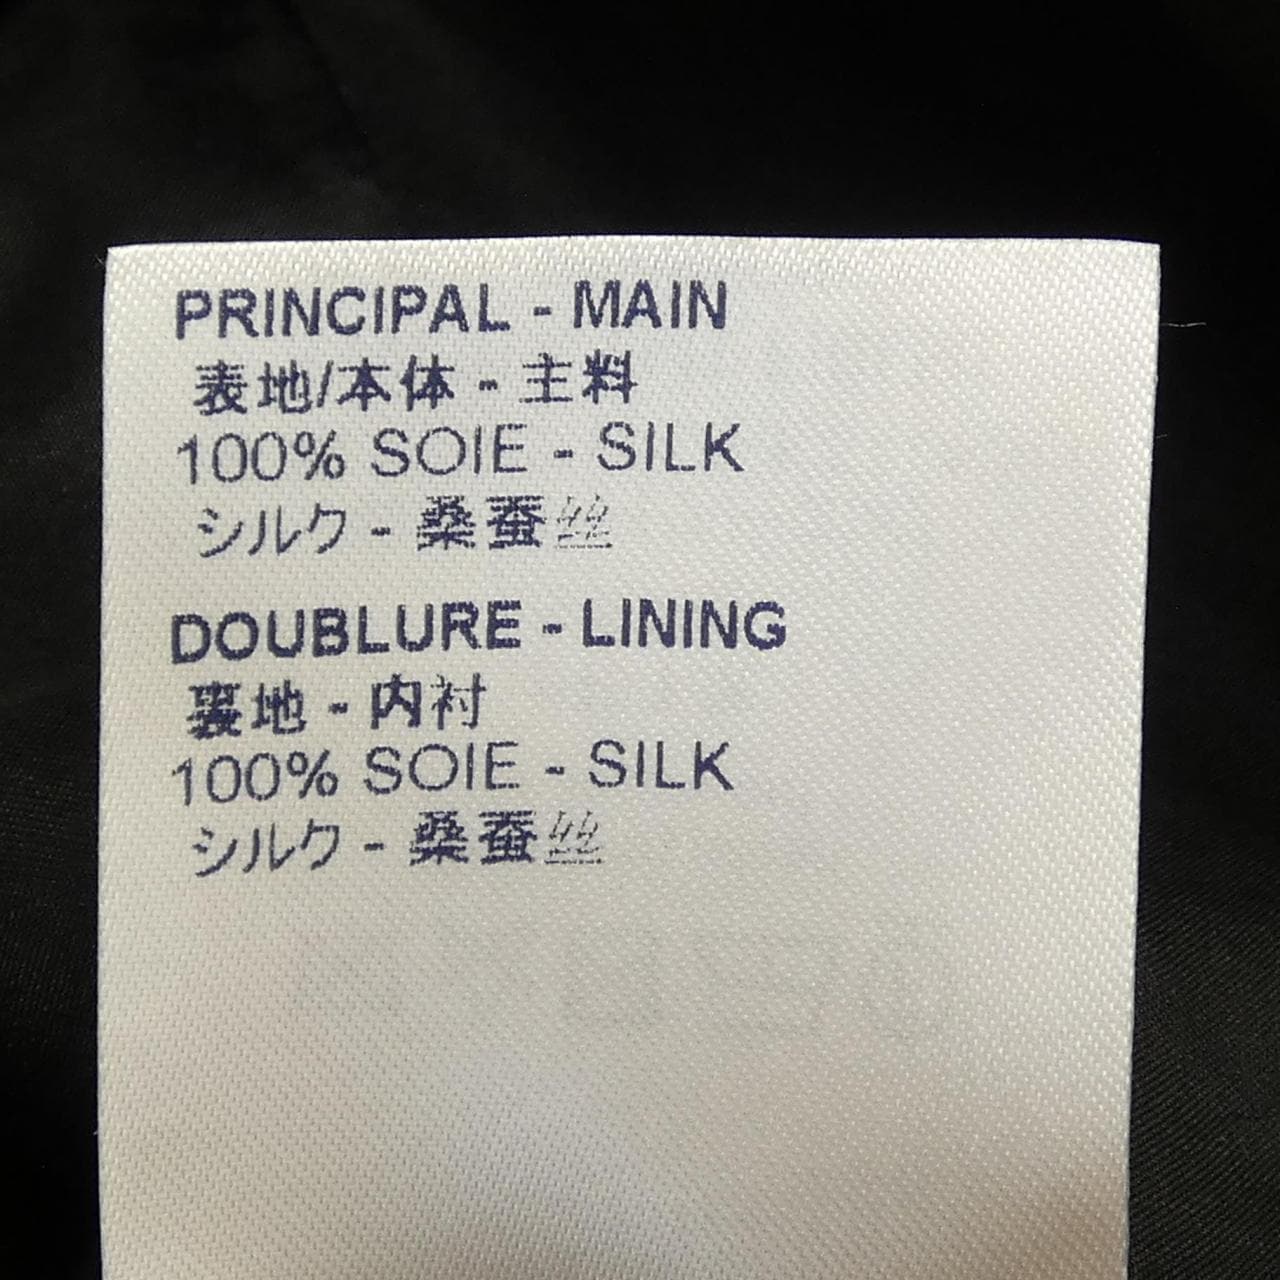 PRINCIPAL - MAIN
表地/本体 - 主料
100% SOIE - SILK
シルク - 桑蚕丝
DOUBLURE - LINING
裏地 - 内衬
100% SOIE - SILK
シルク - 桑蚕丝